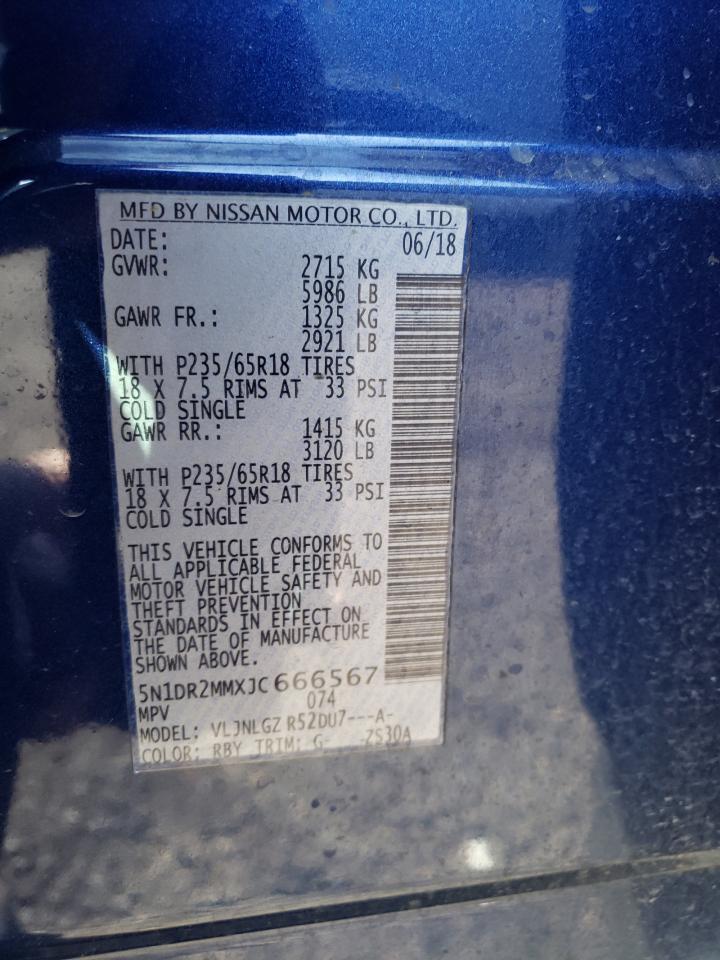 MFD BY NISSAN MOTOR CO., LTD.
DATE: 06/18
GVWR: 2715 KG
5986 LB
GAWR FR.: 1325 KG
2921 LB
WITH P235/65R18 TIRES
18 X 7.5 RIMS AT 33 PSI
COLD SINGLE
GAWR RR.: 1415 KG
3120 LB
WITH P235/65R18 TIRES
18 X 7.5 RIMS AT 33 PSI
COLD SINGLE
THIS VEHICLE CONFORMS TO
ALL APPLICABLE FEDERAL
MOTOR VEHICLE SAFETY AND
THEFT PREVENTION
STANDARDS IN EFFECT ON
THE DATE OF MANUFACTURE
SHOWN ABOVE.
5N1DR2MMXJC666567
MPV 074
MODEL: VLJNLGZ R52DU7---A-
COLOR: RBY TRIM: G- ZS30A